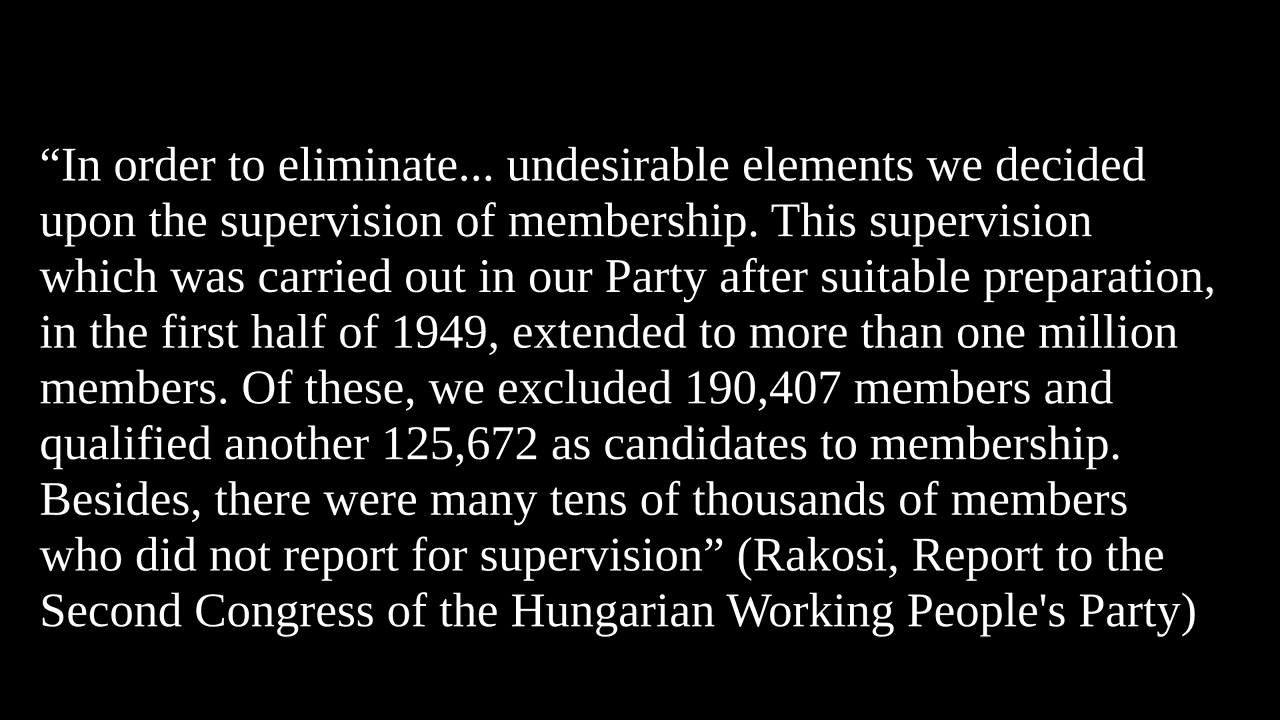 “In order to eliminate... undesirable elements we decided
upon the supervision of membership. This supervision
which was carried out in our Party after suitable preparation,
in the first half of 1949, extended to more than one million
members. Of these, we excluded 190,407 members and
qualified another 125,672 as candidates to membership.
Besides, there were many tens of thousands of members
who did not report for supervision” (Rakosi, Report to the
Second Congress of the Hungarian Working People's Party)